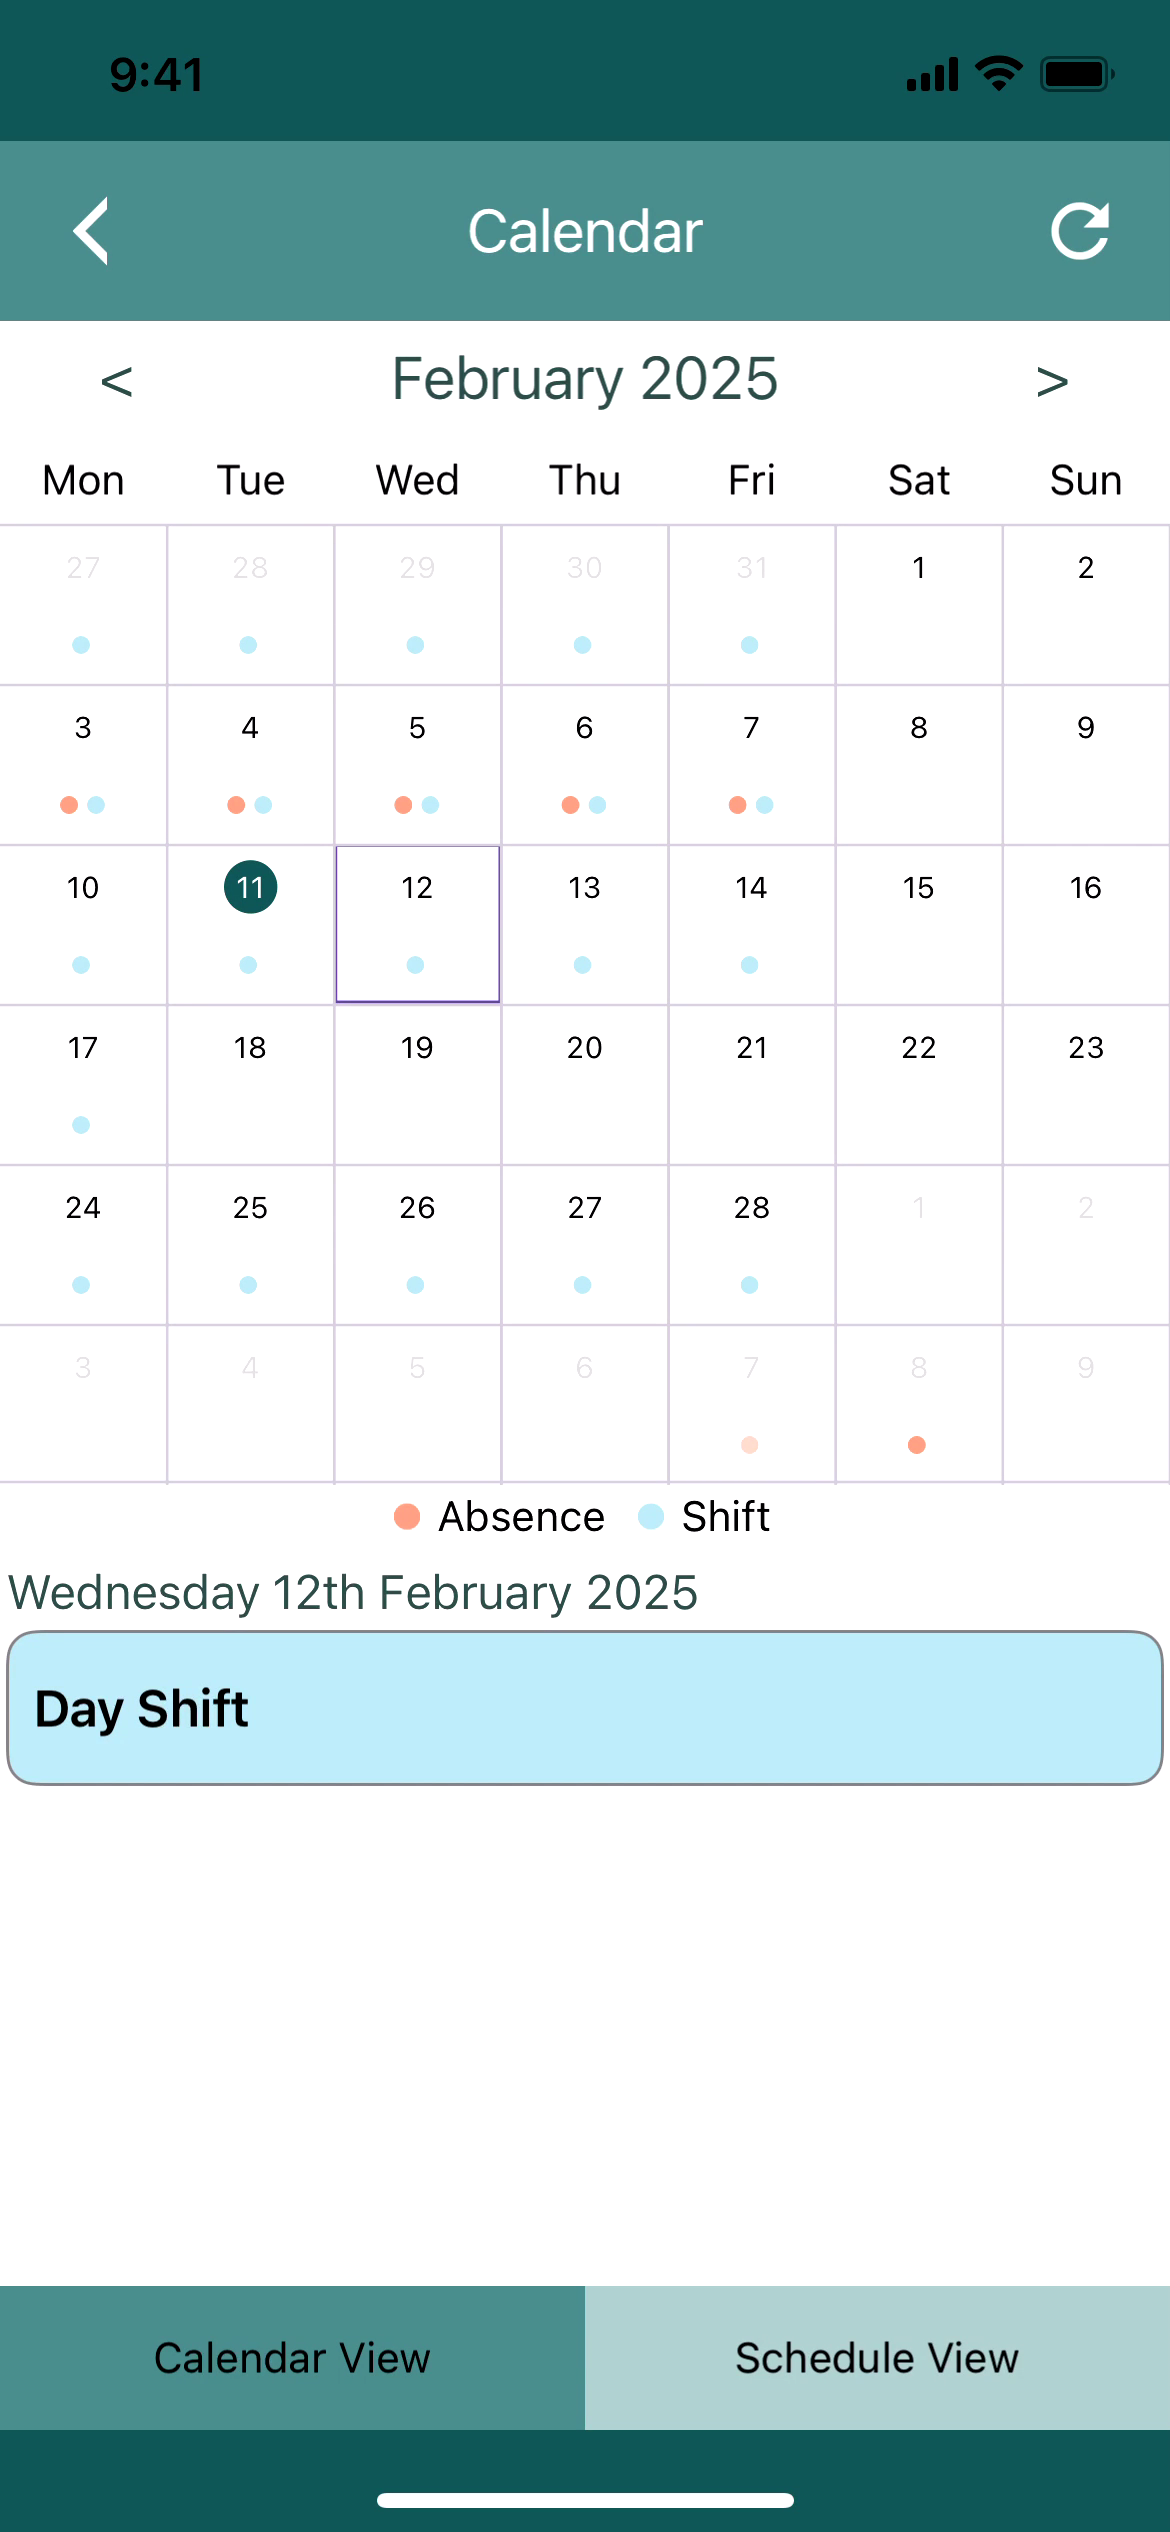 9:41
Calendar
< February 2025 >
Mon Tue Wed Thu Fri Sat Sun
27 28 29 30 31 1 2
3 4 5 6 7 8 9
10 11 12 13 14 15 16
17 18 19 20 21 22 23
24 25 26 27 28 1 2
3 4 5 6 7 8 9
Absence Shift
Wednesday 12th February 2025
Day Shift
Calendar View Schedule View